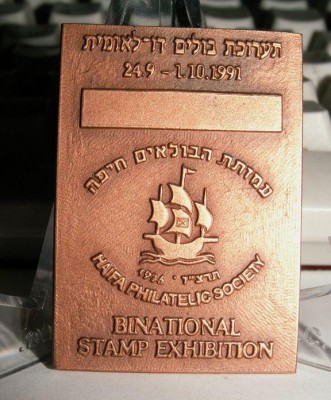 תערוכת בולים דו-לאומית
24.9 - 1.10.1991
עמותת הבולאים חיפה
1936 · תרצ"ו
HAIFA PHILATELIC SOCIETY
BINATIONAL
STAMP EXHIBITION